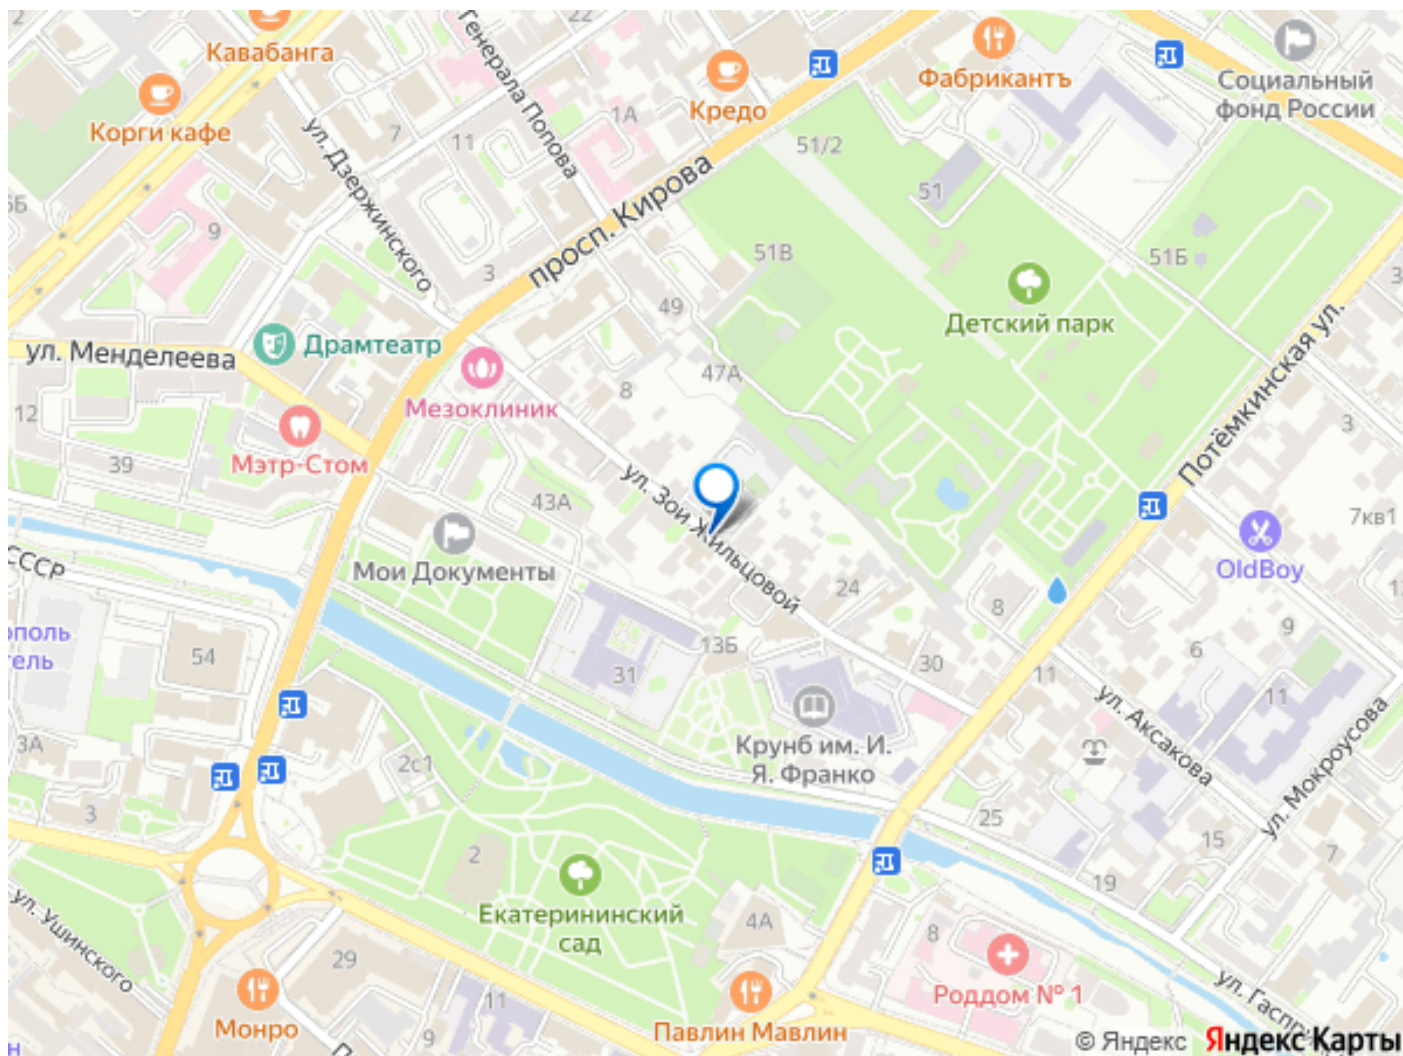 2
22
Кавабанга
ул. Генерала Попова
Фабрикантъ
Социальный
фонд России
Корги кафе
Кредо
1А
7
11
ул. Дзержинского
51/2
51
просп. Кирова
9
3
51В
51Б
49
Детский парк
ул. Менделеева
Драмтеатр
47А
8
Мезоклиник
12
Мэтр-Стом
39
43А
ул. Зои Жильцовой
Потёмкинская ул.
3
7кв1
OldBoy
СССР
Мои Документы
24
8
9
6
11
54
13Б
31
30
11
ул. Аксакова
ул. Мокроусова
3А
2с1
Крунб им. И.
Я. Франко
3
25
15
7
2
19
Екатерининский
сад
4А
8
ул. Ушинского
29
Роддом № 1
11
Монро
9
Павлин Мавлин
© Яндекс Яндекс Карты